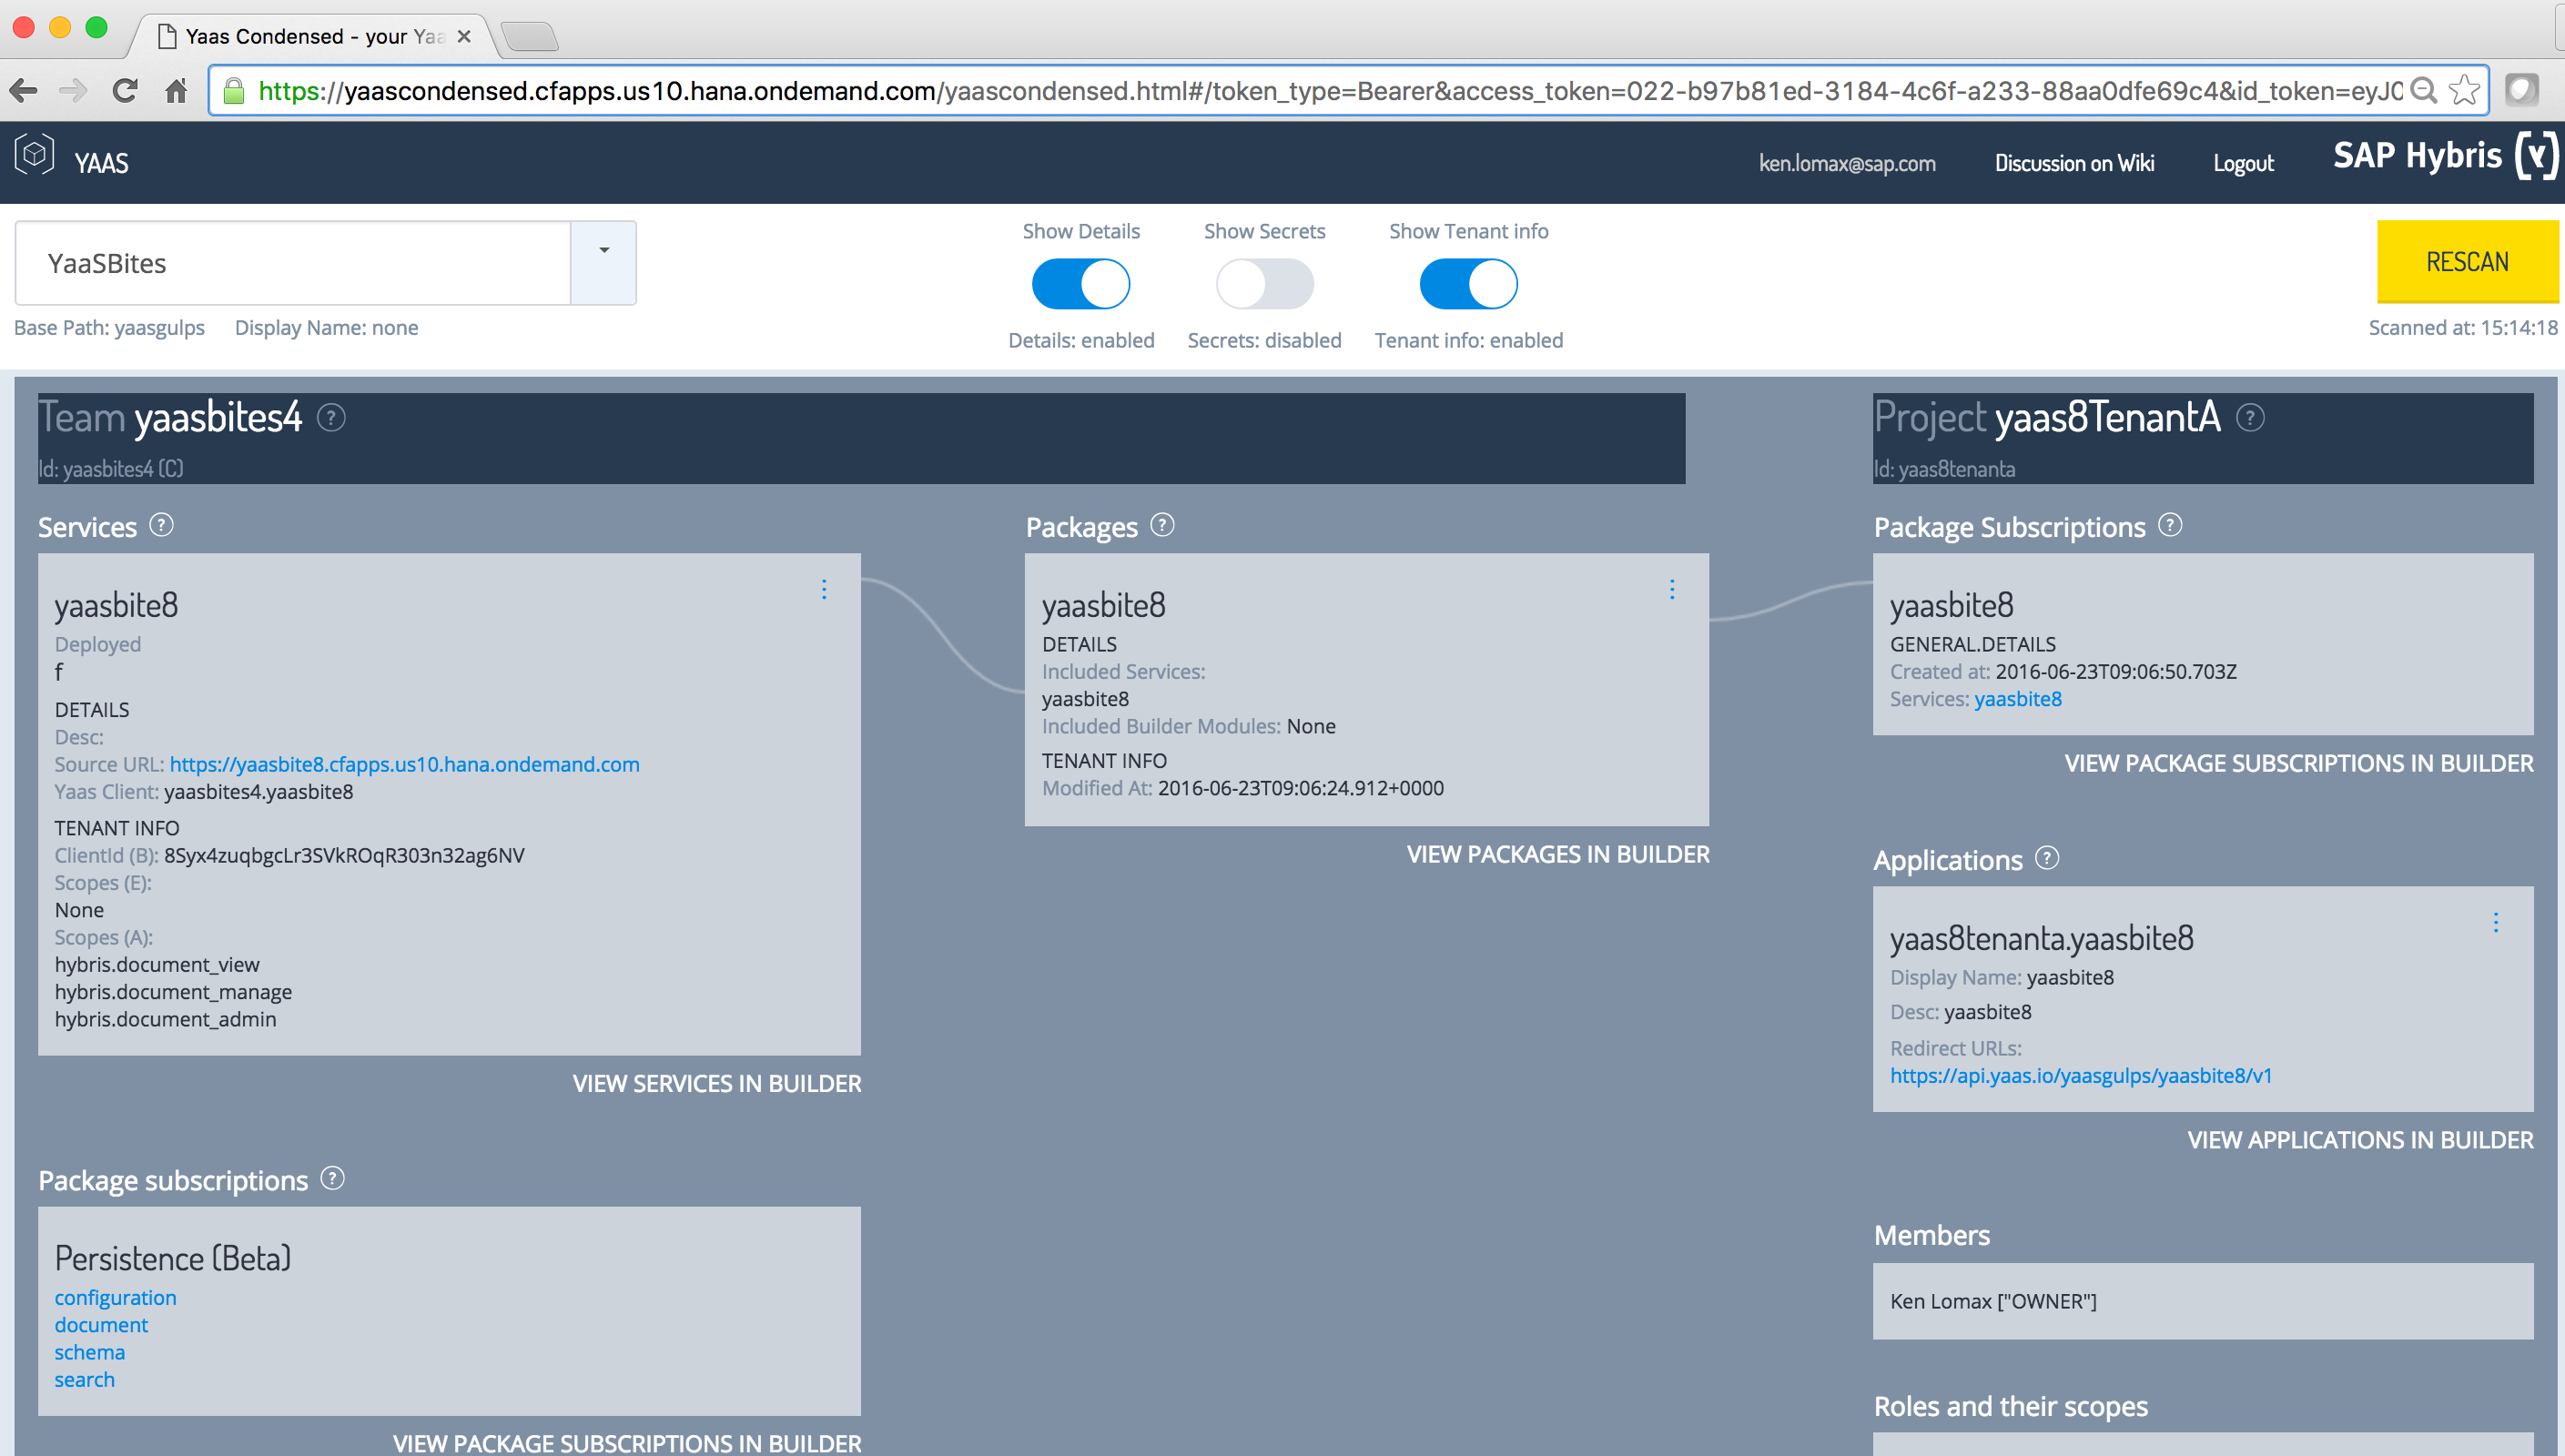 Yaas Condensed - your Yaa
https://yaascondensed.cfapps.us10.hana.ondemand.com/yaascondensed.html#/token_type=Bearer&access_token=022-b97b81ed-3184-4c6f-a233-88aa0dfe69c4&id_token=eyJ0
YAAS
ken.lomax@sap.com
Discussion on Wiki
Logout
SAP Hybris (y)
YaaSBites
Base Path: yaasgulps Display Name: none
Show Details Show Secrets Show Tenant info
Details: enabled Secrets: disabled Tenant info: enabled
RESCAN
Scanned at: 15:14:18
Team yaasbites4 ?
Id: yaasbites4 (C)
Services ?
yaasbite8
Deployed
f
DETAILS
Desc:
Source URL: https://yaasbite8.cfapps.us10.hana.ondemand.com
Yaas Client: yaasbites4.yaasbite8
TENANT INFO
ClientId (B): 8Syx4zuqbgcLr3SVkROqR303n32ag6NV
Scopes (E):
None
Scopes (A):
hybris.document_view
hybris.document_manage
hybris.document_admin
VIEW SERVICES IN BUILDER
Package subscriptions ?
Persistence (Beta)
configuration
document
schema
search
VIEW PACKAGE SUBSCRIPTIONS IN BUILDER
Packages ?
yaasbite8
DETAILS
Included Services:
yaasbite8
Included Builder Modules: None
TENANT INFO
Modified At: 2016-06-23T09:06:24.912+0000
VIEW PACKAGES IN BUILDER
Project yaas8TenantA ?
Id: yaas8tenanta
Package Subscriptions ?
yaasbite8
GENERAL.DETAILS
Created at: 2016-06-23T09:06:50.703Z
Services: yaasbite8
VIEW PACKAGE SUBSCRIPTIONS IN BUILDER
Applications ?
yaas8tenanta.yaasbite8
Display Name: yaasbite8
Desc: yaasbite8
Redirect URLs:
https://api.yaas.io/yaasgulps/yaasbite8/v1
VIEW APPLICATIONS IN BUILDER
Members
Ken Lomax ["OWNER"]
Roles and their scopes